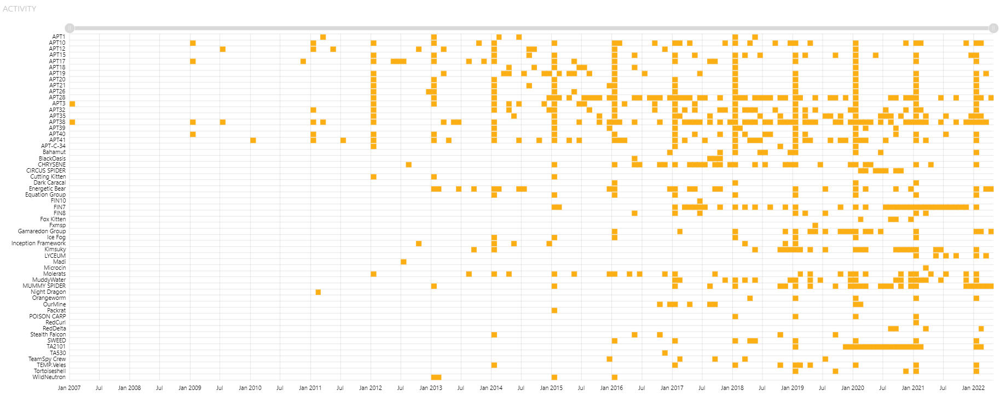 ACTIVITY
APT1
APT10
APT12
APT15
APT17
APT18
APT19
APT20
APT21
APT26
APT28
APT3
APT32
APT35
APT38
APT39
APT40
APT41
APT-C-34
Bahamut
BlackOasis
CHRYSENE
CIRCUS SPIDER
Cutting Kitten
Dark Caracal
Energetic Bear
Equation Group
FIN10
FIN7
FIN8
Fox Kitten
Fxmsp
Gamaredon Group
Ice Fog
Inception Framework
Kimsuky
LYCEUM
Madi
Microcin
Molerats
MuddyWater
MUMMY SPIDER
Night Dragon
Orangeworm
OurMine
Packrat
POISON CARP
RedCurl
RedDelta
Stealth Falcon
SWEED
TA2101
TA530
TeamSpy Crew
TEMP.Veles
Tortoiseshell
WildNeutron
Jan 2007 Jul Jan 2008 Jul Jan 2009 Jul Jan 2010 Jul Jan 2011 Jul Jan 2012 Jul Jan 2013 Jul Jan 2014 Jul Jan 2015 Jul Jan 2016 Jul Jan 2017 Jul Jan 2018 Jul Jan 2019 Jul Jan 2020 Jul Jan 2021 Jul Jan 2022